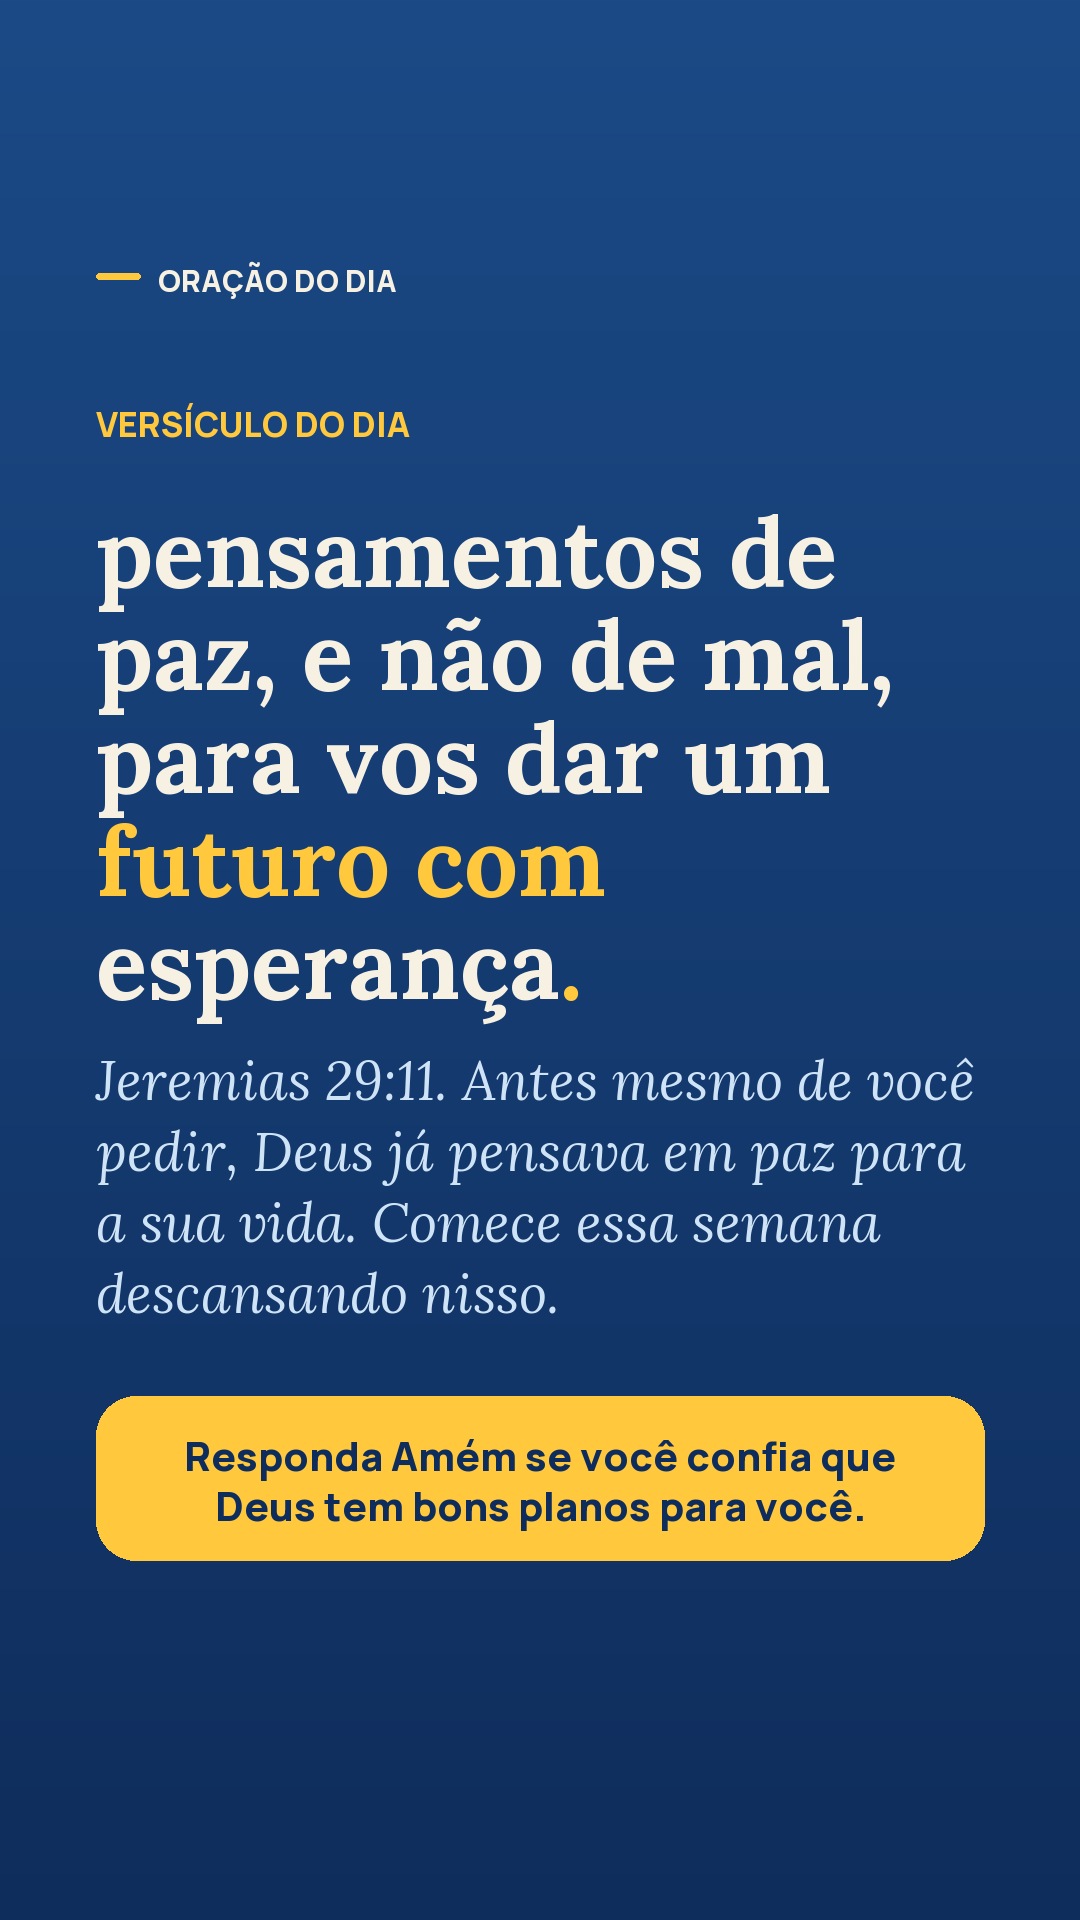 ORAÇÃO DO DIA
VERSÍCULO DO DIA
pensamentos de
paz, e não de mal,
para vos dar um
futuro com
esperança.
Jeremias 29:11. Antes mesmo de você
pedir, Deus já pensava em paz para
a sua vida. Comece essa semana
descansando nisso.
Responda Amém se você confia que
Deus tem bons planos para você.